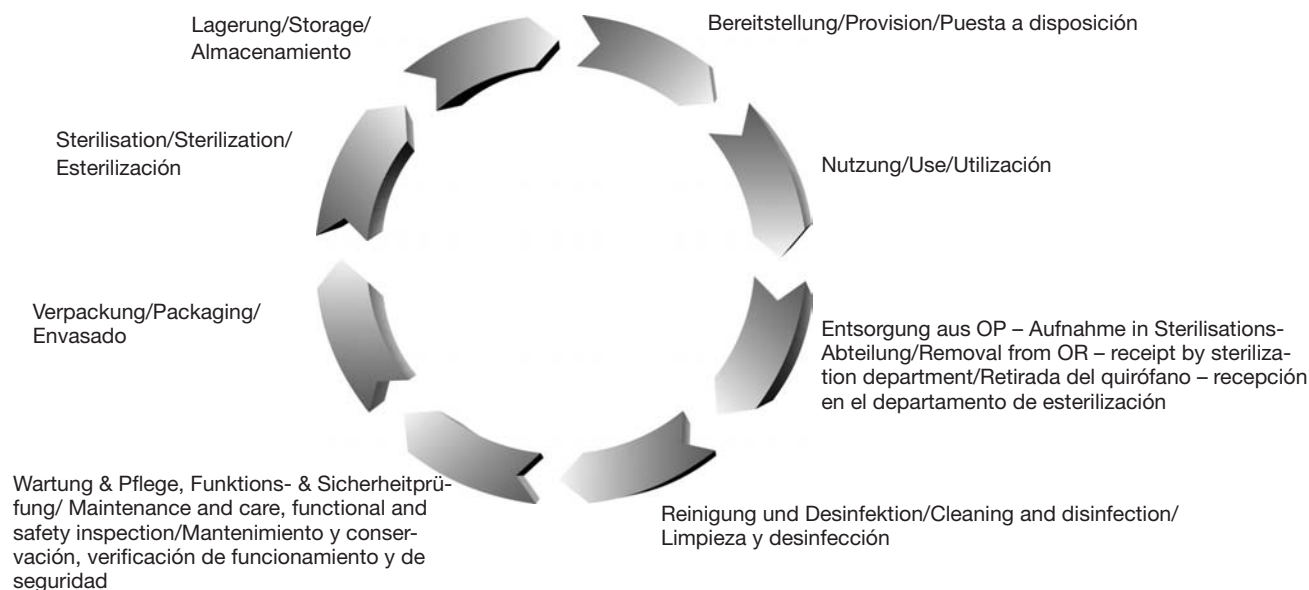 Lagerung/Storage/
Almacenamiento
Bereitstellung/Provision/Puesta a disposición
Sterilisation/Sterilization/
Esterilización
Nutzung/Use/Utilización
Verpackung/Packaging/
Envasado
Entsorgung aus OP – Aufnahme in Sterilisations-
Abteilung/Removal from OR – receipt by steriliza-
tion department/Retirada del quirófano – recepción
en el departamento de esterilización
Wartung & Pflege, Funktions- & Sicherheitprü-
fung/ Maintenance and care, functional and
safety inspection/Mantenimiento y conser-
vación, verificación de funcionamiento y de
seguridad
Reinigung und Desinfektion/Cleaning and disinfection/
Limpieza y desinfección